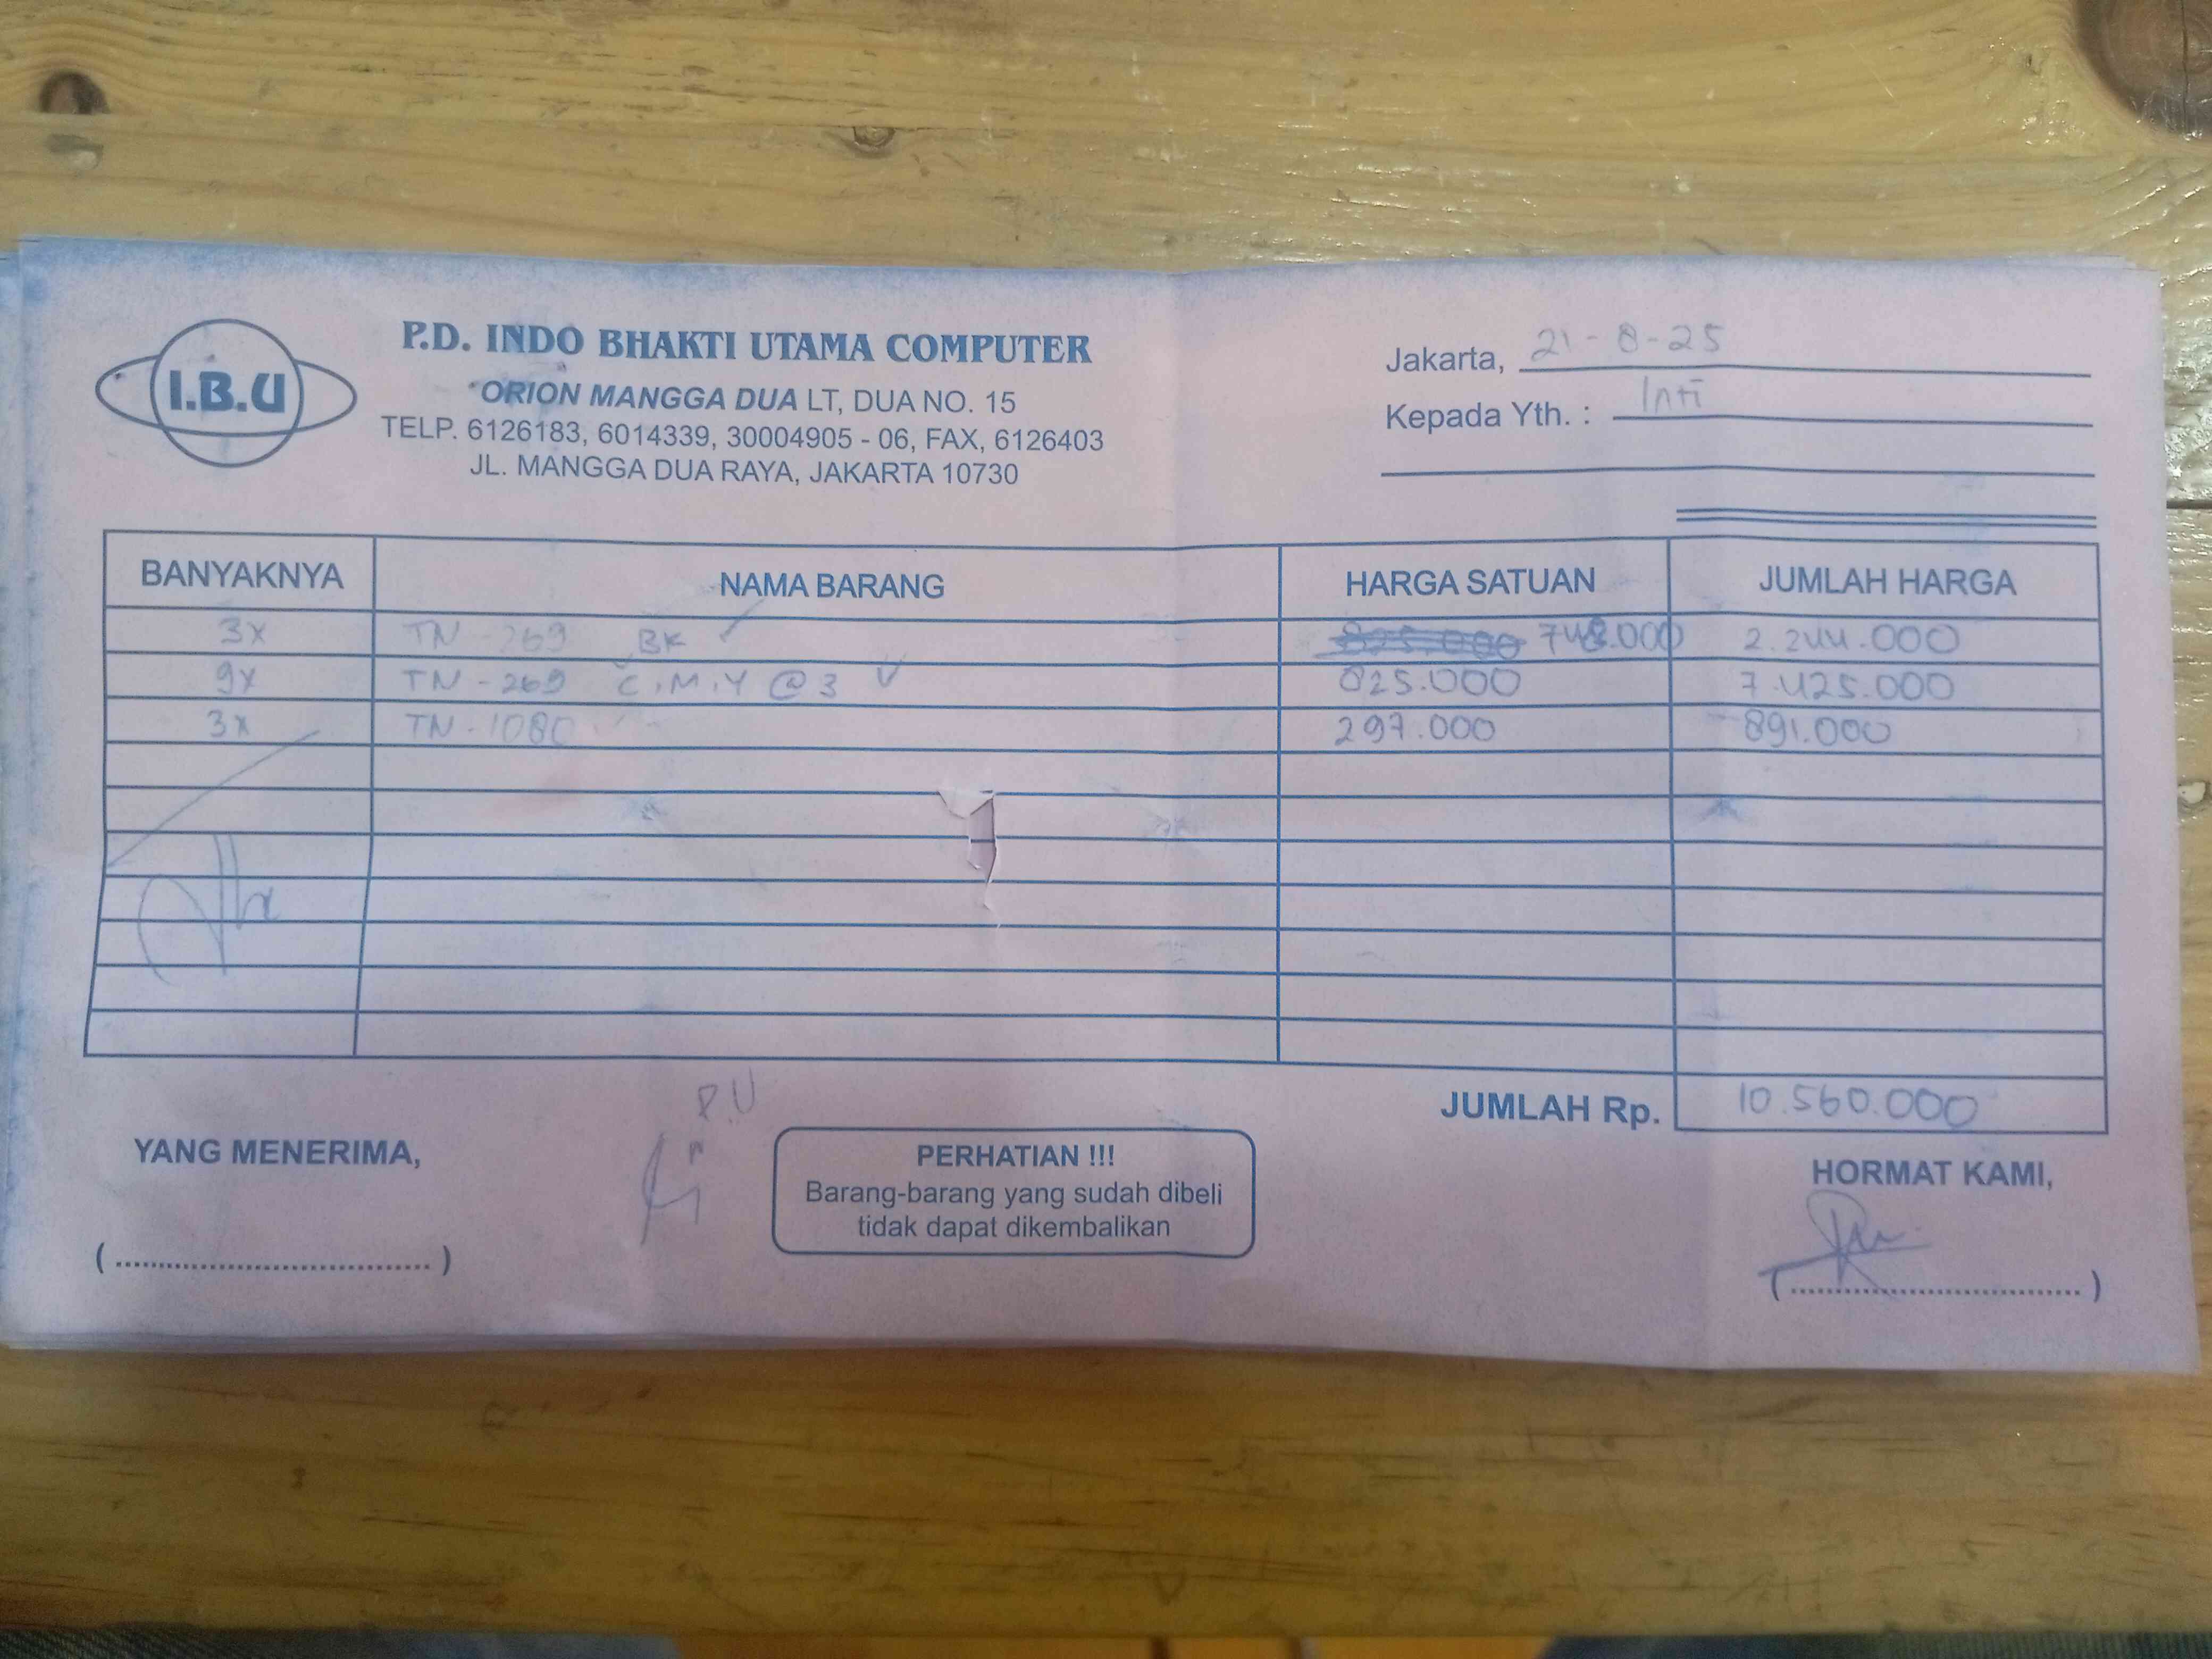 I.B.U
P.D. INDO BHAKTI UTAMA COMPUTER
ORION MANGGA DUA LT, DUA NO. 15
TELP. 6126183, 6014339, 30004905 - 06, FAX, 6126403
JL. MANGGA DUA RAYA, JAKARTA 10730
Jakarta, 21-8-25
Kepada Yth. : Inti
BANYAKNYA NAMA BARANG HARGA SATUAN JUMLAH HARGA
3x TN-269 BK 825.000 748.000 2.244.000
9x TN-269 C.M.Y @ 3 825.000 7.425.000
3x TN-1080 297.000 891.000
JUMLAH Rp. 10.560.000
P.U
YANG MENERIMA,
PERHATIAN !!!
Barang-barang yang sudah dibeli
tidak dapat dikembalikan
HORMAT KAMI,
(..............................)
(..............................)